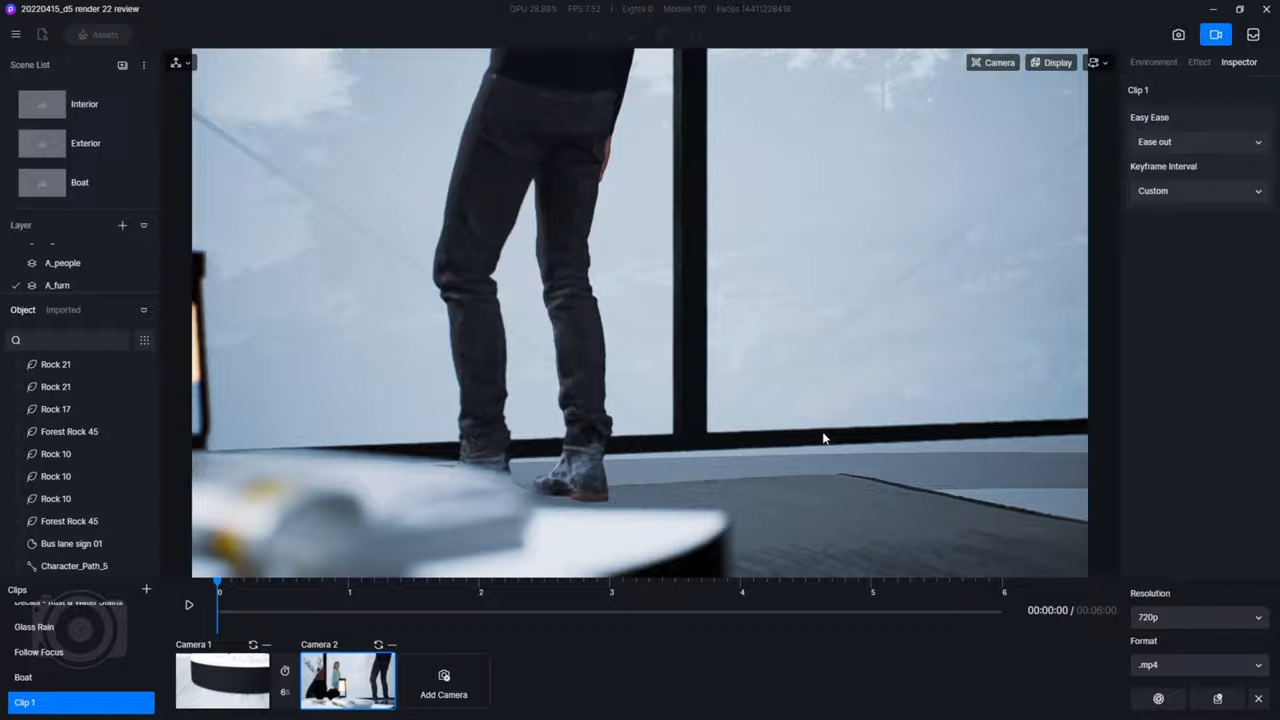 20220415_d5 render 22 review
GPU 28.89% FPS 7.52 | Lights 0 Models 110 Faces 14411228418
Assets
Scene List
Interior
Exterior
Boat
Layer
A_people
A_furn
Object Imported
Rock 21
Rock 21
Rock 17
Forest Rock 45
Rock 10
Rock 10
Rock 10
Forest Rock 45
Bus lane sign 01
Character_Path_5
Clips
Decals - Rust & Water Stains
Glass Rain
Follow Focus
Boat
Clip 1
Camera
Display
Environment Effect Inspector
Clip 1
Easy Ease
Ease out
Keyframe Interval
Custom
0 1 2 3 4 5 6
00:00:00 / 00:06:00
Camera 1
6s
Camera 2
Add Camera
Resolution
720p
Format
.mp4